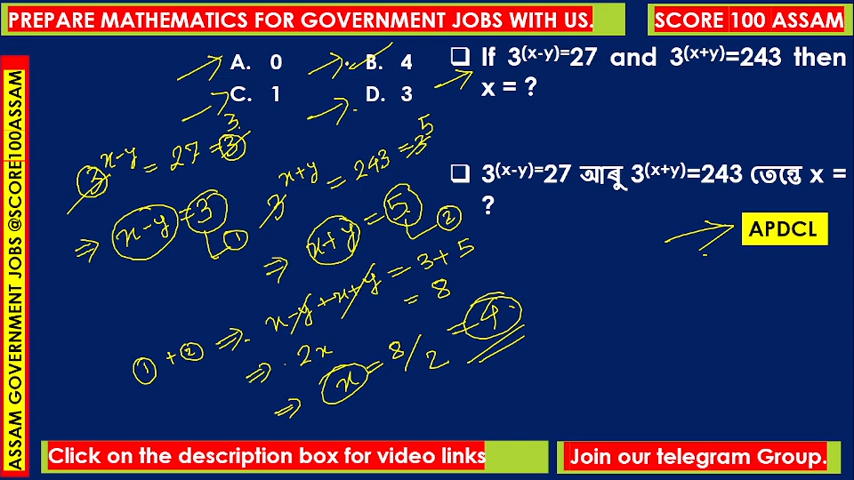 PREPARE MATHEMATICS FOR GOVERNMENT JOBS WITH US.
SCORE 100 ASSAM
ASSAM GOVERNMENT JOBS @SCORE100ASSAM
A. 0
B. 4
C. 1
D. 3
If 3^(x-y)=27 and 3^(x+y)=243 then
x = ?
3^(x-y)=27 আৰু 3^(x+y)=243 তেন্তে x =
?
APDCL
3^x-y = 27 = 3^3
⇒ x-y = 3 ①
3^x+y = 243 = 3^5
⇒ x+y = 5 ②
① + ② ⇒ x-y+x+y = 3+5
= 8
⇒ 2x
⇒ x = 8/2 = 4
Click on the description box for video links
Join our telegram Group.